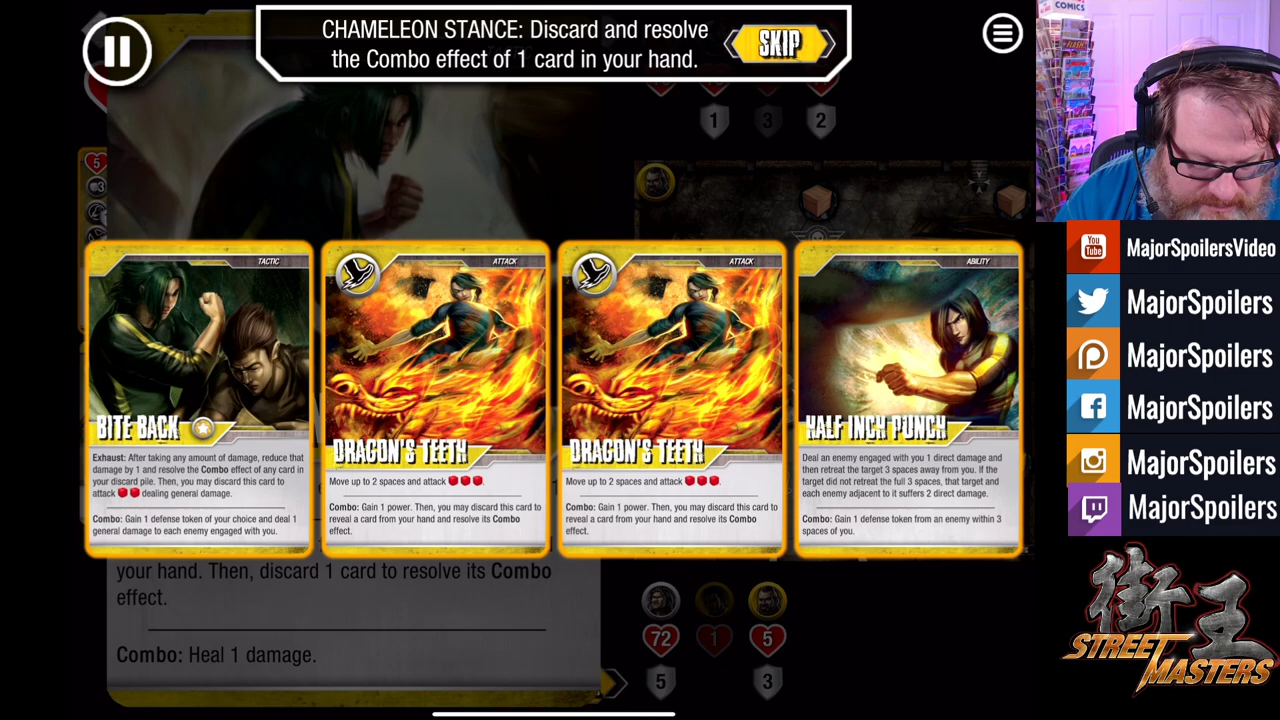 CHAMELEON STANCE: Discard and resolve
the Combo effect of 1 card in your hand.
SKIP
1
3
2
5
3
TACTIC
BITE BACK
Exhaust: After taking any amount of damage, reduce that
damage by 1 and resolve the Combo effect of any card in
your discard pile. Then, you may discard this card to
attack dealing general damage.
Combo: Gain 1 defense token of your choice and deal 1
general damage to each enemy engaged with you.
ATTACK
DRAGON'S TEETH
Move up to 2 spaces and attack .
Combo: Gain 1 power. Then, you may discard this card to
reveal a card from your hand and resolve its Combo
effect.
ATTACK
DRAGON'S TEETH
Move up to 2 spaces and attack .
Combo: Gain 1 power. Then, you may discard this card to
reveal a card from your hand and resolve its Combo
effect.
ABILITY
HALF INCH PUNCH
Deal an enemy engaged with you 1 direct damage and
then retreat the target 3 spaces away from you. If the
target did not retreat the full 3 spaces, that target and
each enemy adjacent to it suffers 2 direct damage.
Combo: Gain 1 defense token from an enemy within 3
spaces of you.
your hand. Then, discard 1 card to resolve its Combo
effect.
Combo: Heal 1 damage.
72
1
5
5
3
COMICS
FLASH
You
Tube
MajorSpoilersVideo
MajorSpoilers
MajorSpoilers
MajorSpoilers
MajorSpoilers
MajorSpoilers
街王
STREET
MASTERS